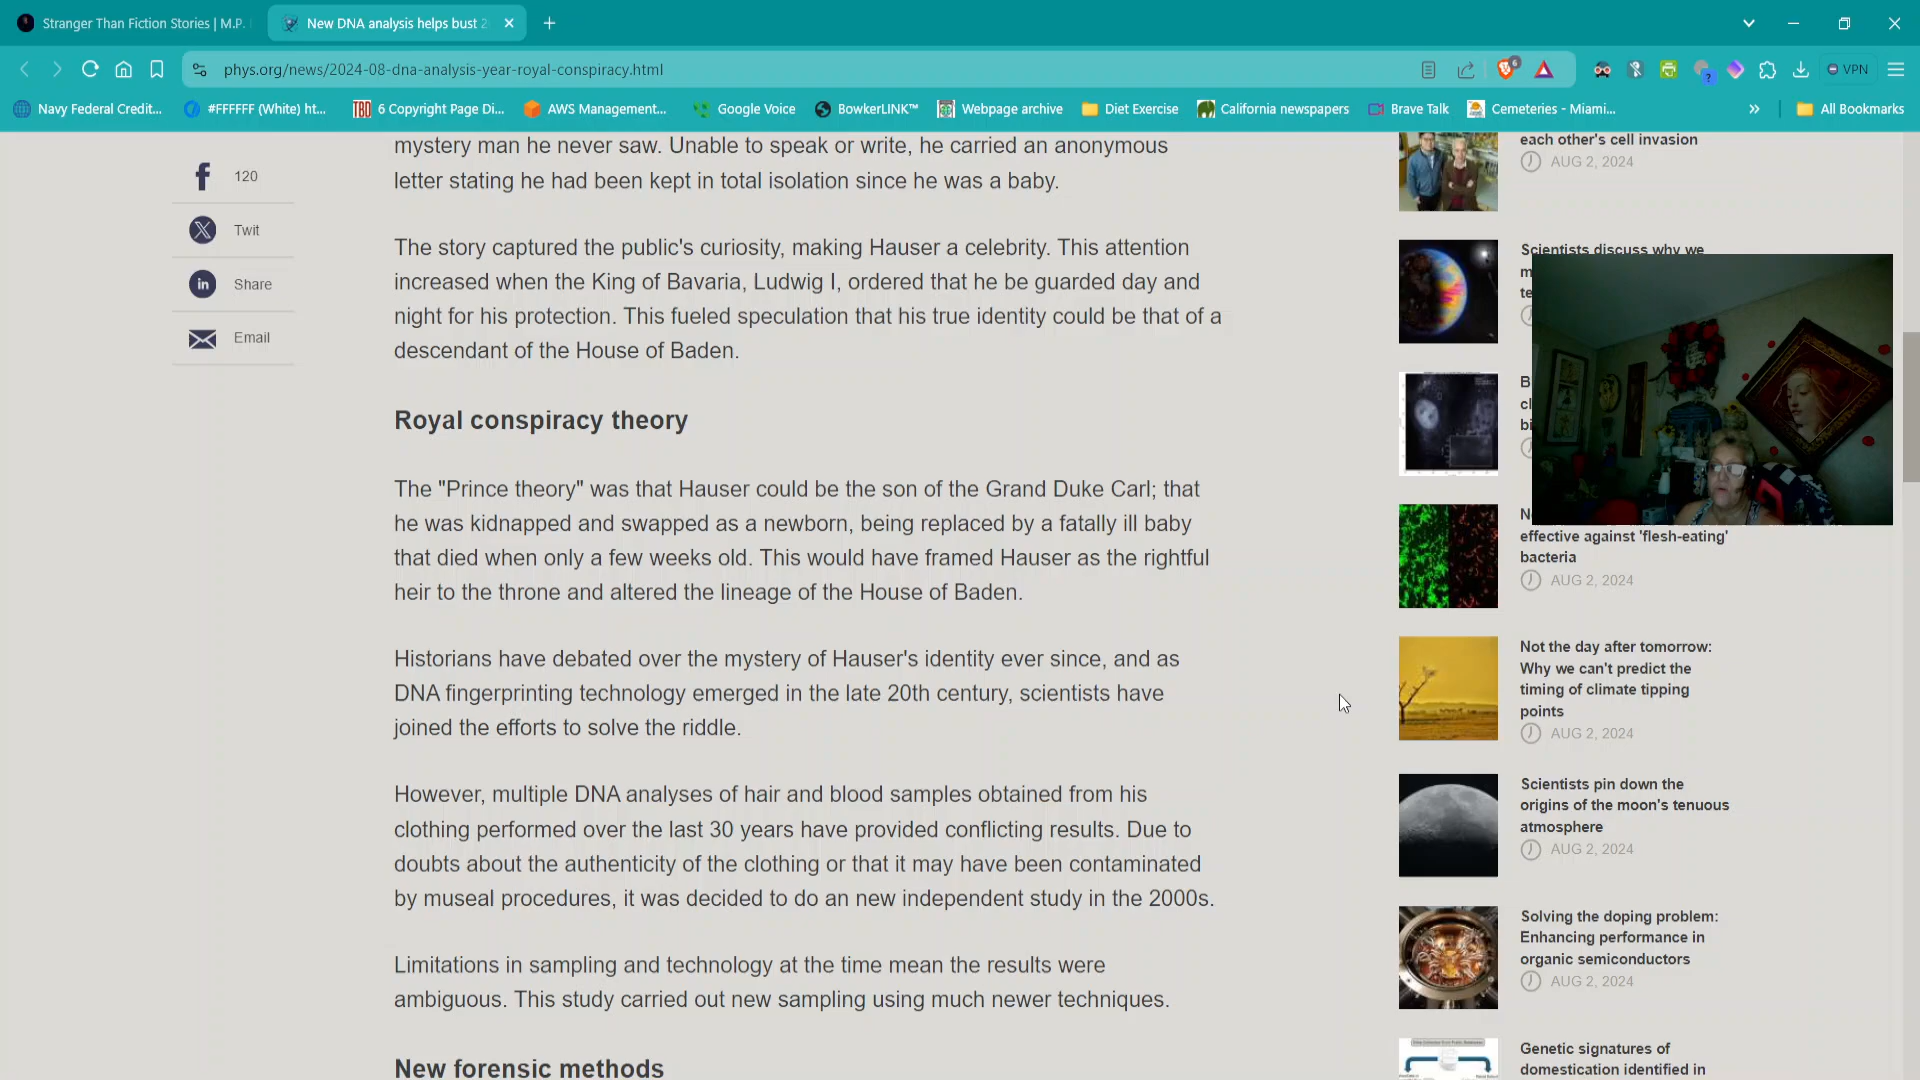 Stranger Than Fiction Stories | M.P.
New DNA analysis helps bust 2
phys.org/news/2024-08-dna-analysis-year-royal-conspiracy.html
6
?
VPN
Navy Federal Credit...
#FFFFFF (White) ht...
TBD
6 Copyright Page Di...
AWS Management...
Google Voice
BowkerLINK™
Webpage archive
Diet Exercise
California newspapers
Brave Talk
Cemeteries - Miami...
»
All Bookmarks
120
Twit
Share
Email
mystery man he never saw. Unable to speak or write, he carried an anonymous
letter stating he had been kept in total isolation since he was a baby.
The story captured the public's curiosity, making Hauser a celebrity. This attention
increased when the King of Bavaria, Ludwig I, ordered that he be guarded day and
night for his protection. This fueled speculation that his true identity could be that of a
descendant of the House of Baden.
Royal conspiracy theory
The "Prince theory" was that Hauser could be the son of the Grand Duke Carl; that
he was kidnapped and swapped as a newborn, being replaced by a fatally ill baby
that died when only a few weeks old. This would have framed Hauser as the rightful
heir to the throne and altered the lineage of the House of Baden.
Historians have debated over the mystery of Hauser's identity ever since, and as
DNA fingerprinting technology emerged in the late 20th century, scientists have
joined the efforts to solve the riddle.
However, multiple DNA analyses of hair and blood samples obtained from his
clothing performed over the last 30 years have provided conflicting results. Due to
doubts about the authenticity of the clothing or that it may have been contaminated
by museal procedures, it was decided to do an new independent study in the 2000s.
Limitations in sampling and technology at the time mean the results were
ambiguous. This study carried out new sampling using much newer techniques.
New forensic methods
each other's cell invasion
AUG 2, 2024
Scientists discuss why we
effective against 'flesh-eating'
bacteria
AUG 2, 2024
Not the day after tomorrow:
Why we can't predict the
timing of climate tipping
points
AUG 2, 2024
Scientists pin down the
origins of the moon's tenuous
atmosphere
AUG 2, 2024
Solving the doping problem:
Enhancing performance in
organic semiconductors
AUG 2, 2024
Genetic signatures of
domestication identified in